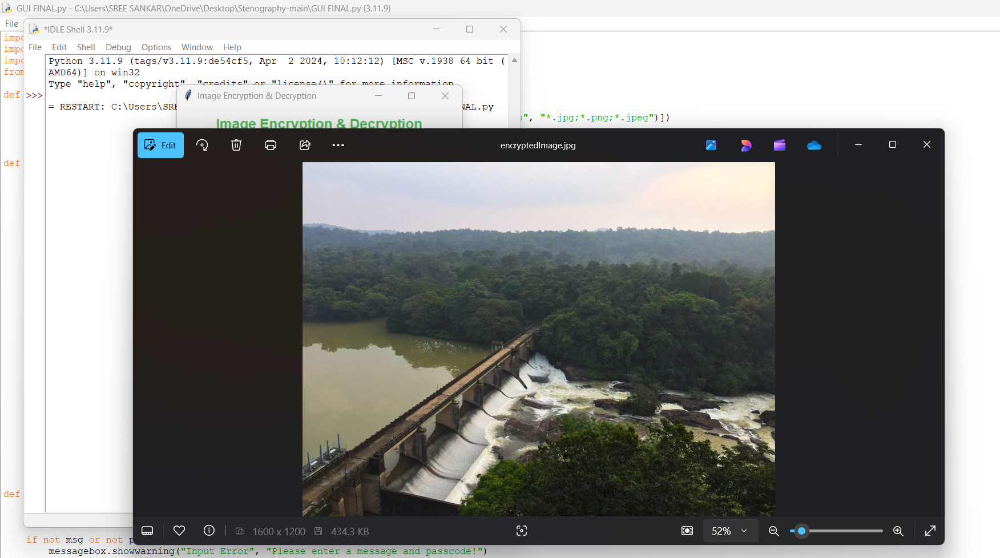 GUI FINAL.py - C:\Users\SREE SANKAR\OneDrive\Desktop\Stenography-main\GUI FINAL.py (3.11.9)
File
*IDLE Shell 3.11.9*
File Edit Shell Debug Options Window Help
Python 3.11.9 (tags/v3.11.9:de54cf5, Apr  2 2024, 10:12:12) [MSC v.1938 64 bit (
AMD64)] on win32
Type "help", "copyright", "credits" or "license()" for more information.
>>>
= RESTART: C:\Users\SRE
NAL.py
impo
impo
impo
from
def
def
def
Image Encryption & Decryption
Image Encryption & Decryption
", "*.jpg;*.png;*.jpeg")])
Edit
encryptedImage.jpg
1600 x 1200
434.3 KB
52%
if not msg or not p
messagebox.showwarning("Input Error", "Please enter a message and passcode!")